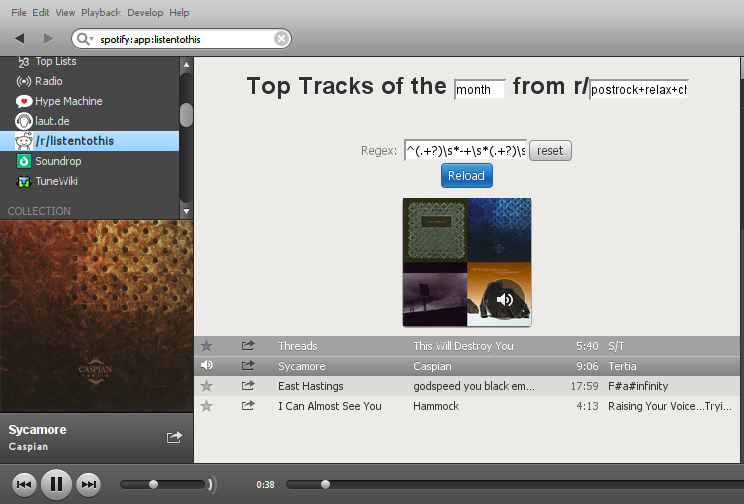 File Edit View Playback Develop Help
spotify:app:listentothis
Top Lists
Radio
Hype Machine
laut.de
/r/listentothis
Soundrop
TuneWiki
COLLECTION
CASPIAN
TERTIA
Sycamore
Caspian
Top Tracks of the month from r/postrock+relax+ch
Regex: ^(.+?)\s*-+\s*(.+?)\s reset
Reload
Threads This Will Destroy You 5:40 S/T
Sycamore Caspian 9:06 Tertia
East Hastings godspeed you black em... 17:59 F#a#infinity
I Can Almost See You Hammock 4:13 Raising Your Voice...Tryi...
0:38